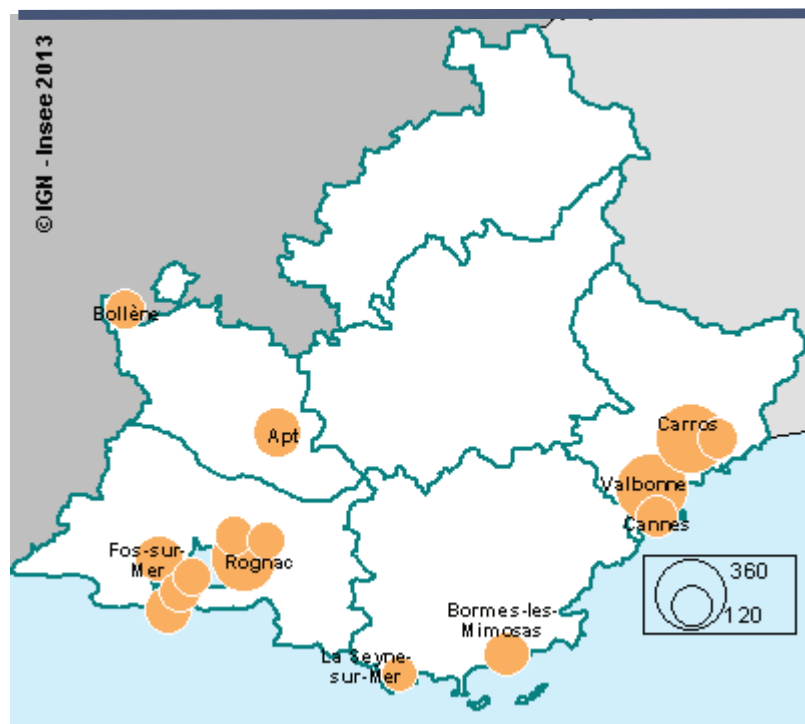 © IGN - Insee 2013
Bollène
Apt
Carros
Valbonne
Cannes
Fos-sur-
Mer
Rognac
360
120
Bormes-les-
Mimosas
La Seyne-
sur-Mer